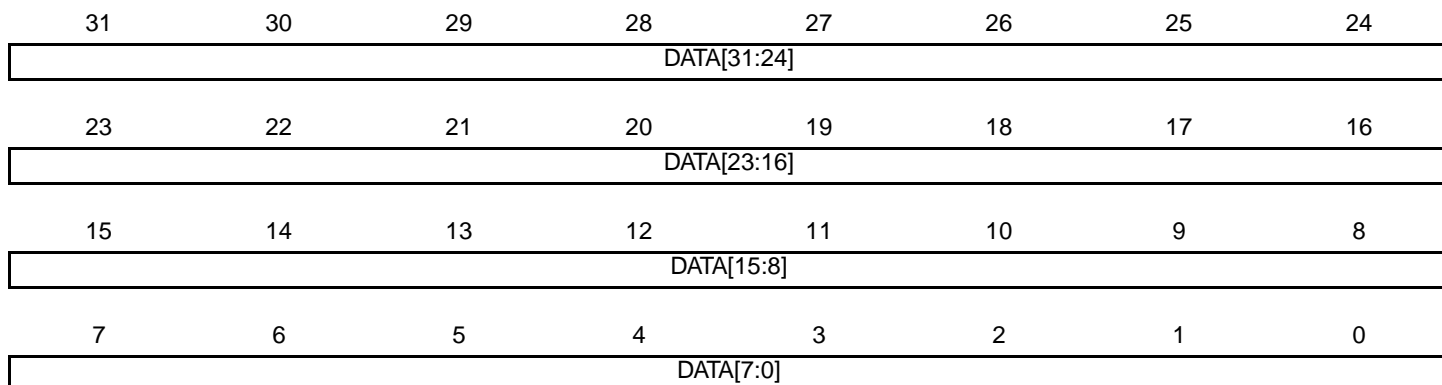 31 30 29 28 27 26 25 24
DATA[31:24]
23 22 21 20 19 18 17 16
DATA[23:16]
15 14 13 12 11 10 9 8
DATA[15:8]
7 6 5 4 3 2 1 0
DATA[7:0]